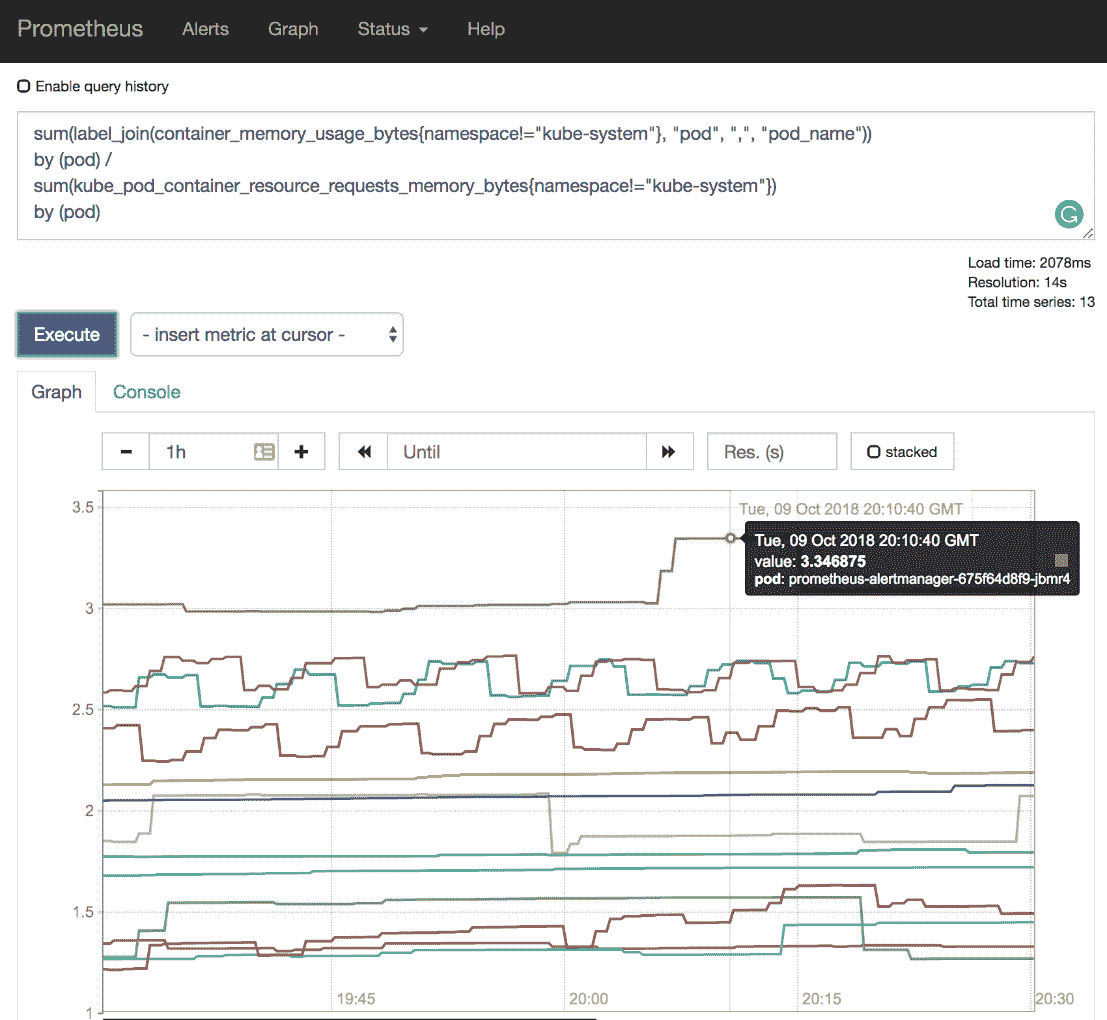 Prometheus Alerts Graph Status Help
Enable query history
sum(label_join(container_memory_usage_bytes{namespace!="kube-system"}, "pod", ",", "pod_name"))
by (pod) /
sum(kube_pod_container_resource_requests_memory_bytes{namespace!="kube-system"})
by (pod)
Load time: 2078ms
Resolution: 14s
Total time series: 13
Execute - insert metric at cursor -
Graph Console
- 1h + Until Res. (s) stacked
3.5
Tue, 09 Oct 2018 20:10:40 GMT
Tue, 09 Oct 2018 20:10:40 GMT
value: 3.346875
pod: prometheus-alertmanager-675f64d8f9-jbmr4
3
2.5
2
1.5
1
19:45 20:00 20:15 20:30